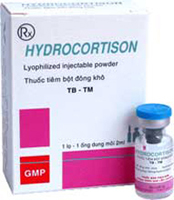 Rx
HYDROCORTISON
Lyophilized injectable powder
Thuốc tiêm bột đông khô
TB - TM
1 lọ - 1 ống dung môi 2ml
GMP
HYDROCORTISON